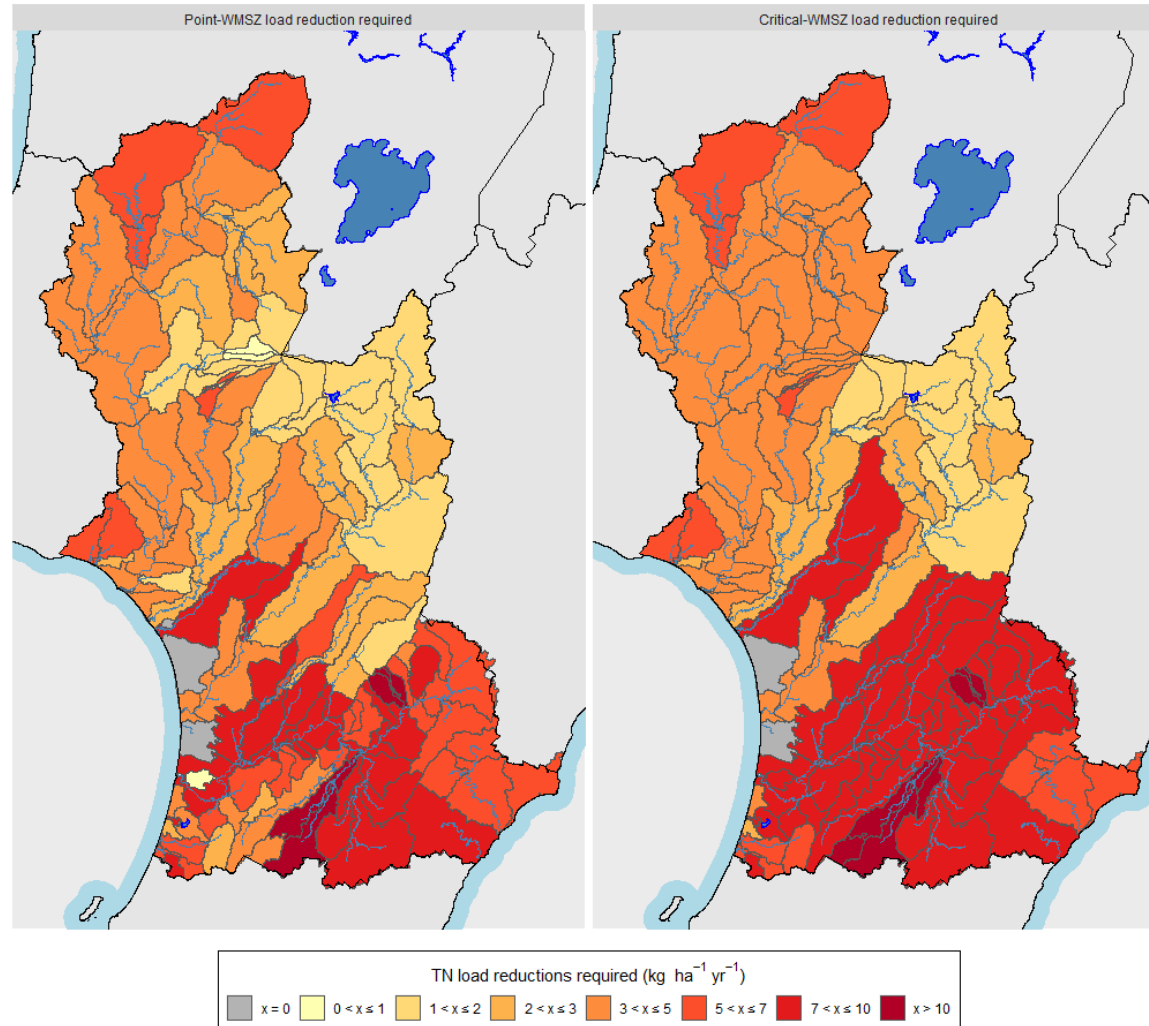 Point-WMSZ load reduction required
Critical-WMSZ load reduction required
TN load reductions required (kg ha⁻¹ yr⁻¹)
x = 0
0 < x ≤ 1
1 < x ≤ 2
2 < x ≤ 3
3 < x ≤ 5
5 < x ≤ 7
7 < x ≤ 10
x > 10